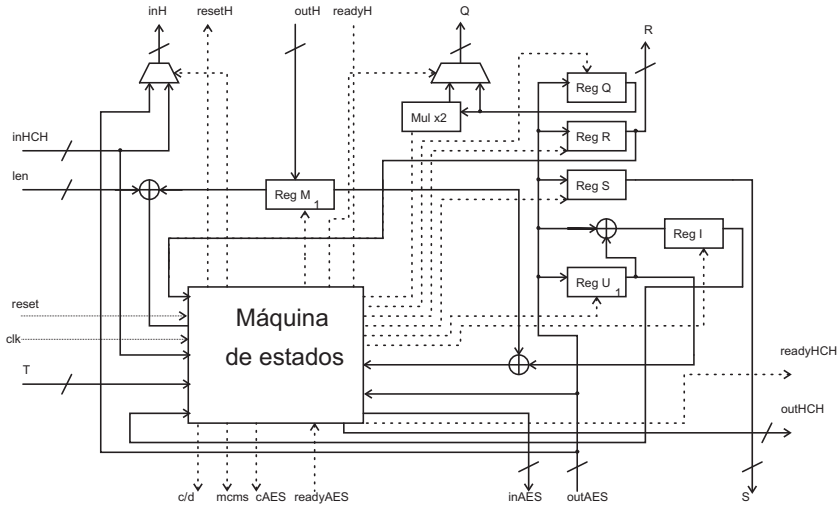 inH
resetH
outH
readyH
Q
R
Reg Q
Mul x2
Reg R
inHCH
len
Reg M 1
Reg S
Reg I
Reg U 1
reset
clk
Máquina
de estados
T
readyHCH
outHCH
c/d
mcms
cAES
readyAES
inAES
outAES
S